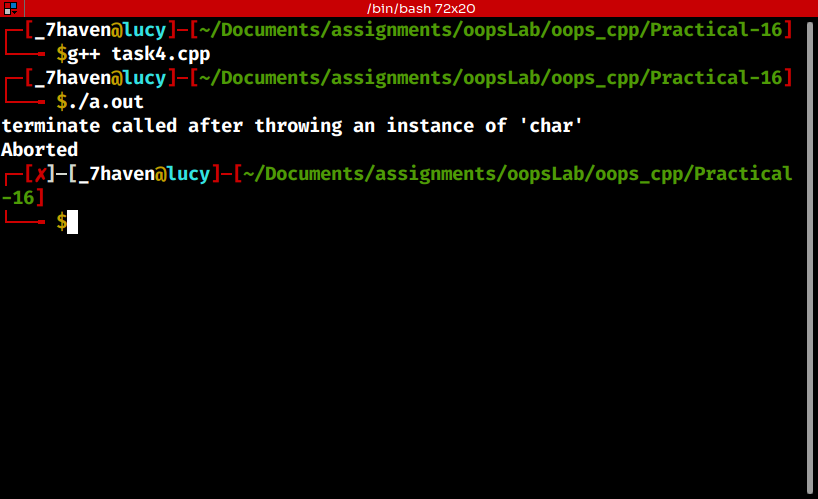 /bin/bash 72x20
┌─[_7haven@lucy]─[~/Documents/assignments/oopsLab/oops_cpp/Practical-16]
└──╼ $g++ task4.cpp
┌─[_7haven@lucy]─[~/Documents/assignments/oopsLab/oops_cpp/Practical-16]
└──╼ $./a.out
terminate called after throwing an instance of 'char'
Aborted
┌─[✗]─[_7haven@lucy]─[~/Documents/assignments/oopsLab/oops_cpp/Practical
-16]
└──╼ $